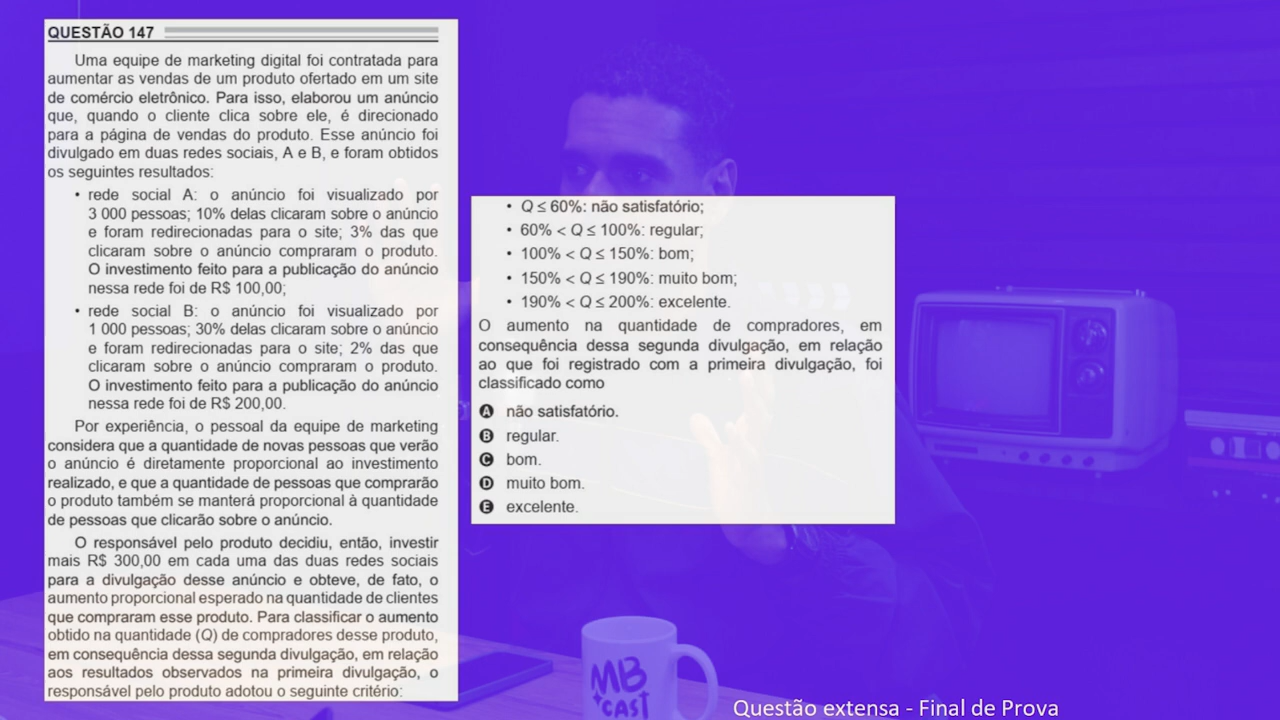 QUESTÃO 147
Uma equipe de marketing digital foi contratada para
aumentar as vendas de um produto ofertado em um site
de comércio eletrônico. Para isso, elaborou um anúncio
que, quando o cliente clica sobre ele, é direcionado
para a página de vendas do produto. Esse anúncio foi
divulgado em duas redes sociais, A e B, e foram obtidos
os seguintes resultados:
• rede social A: o anúncio foi visualizado por
3 000 pessoas; 10% delas clicaram sobre o anúncio
e foram redirecionadas para o site; 3% das que
clicaram sobre o anúncio compraram o produto.
O investimento feito para a publicação do anúncio
nessa rede foi de R$ 100,00;
• rede social B: o anúncio foi visualizado por
1 000 pessoas; 30% delas clicaram sobre o anúncio
e foram redirecionadas para o site; 2% das que
clicaram sobre o anúncio compraram o produto.
O investimento feito para a publicação do anúncio
nessa rede foi de R$ 200,00.
Por experiência, o pessoal da equipe de marketing
considera que a quantidade de novas pessoas que verão
o anúncio é diretamente proporcional ao investimento
realizado, e que a quantidade de pessoas que comprarão
o produto também se manterá proporcional à quantidade
de pessoas que clicarão sobre o anúncio.
O responsável pelo produto decidiu, então, investir
mais R$ 300,00 em cada uma das duas redes sociais
para a divulgação desse anúncio e obteve, de fato, o
aumento proporcional esperado na quantidade de clientes
que compraram esse produto. Para classificar o aumento
obtido na quantidade (Q) de compradores desse produto,
em consequência dessa segunda divulgação, em relação
aos resultados observados na primeira divulgação, o
responsável pelo produto adotou o seguinte critério:
• Q ≤ 60%: não satisfatório;
• 60% < Q ≤ 100%: regular;
• 100% < Q ≤ 150%: bom;
• 150% < Q ≤ 190%: muito bom;
• 190% < Q ≤ 200%: excelente.
O aumento na quantidade de compradores, em
consequência dessa segunda divulgação, em relação
ao que foi registrado com a primeira divulgação, foi
classificado como
A não satisfatório.
B regular.
C bom.
D muito bom.
E excelente.
MB
CAST
Questão extensa - Final de Prova